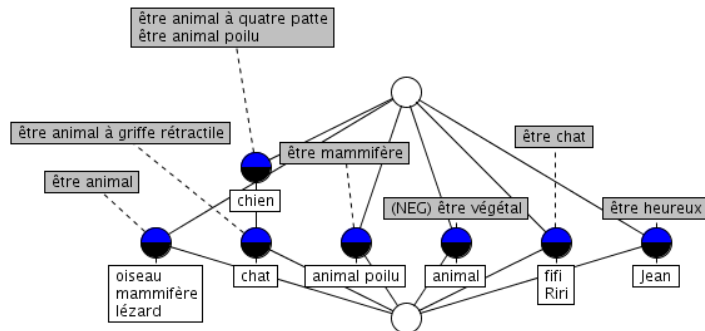 être animal à quatre patte
être animal poilu
être animal à griffe rétractile
être mammifère
être chat
être animal
chien
(NEG) être végétal
être heureux
oiseau
mammifère
lézard
chat
animal poilu
animal
fifi
Riri
Jean